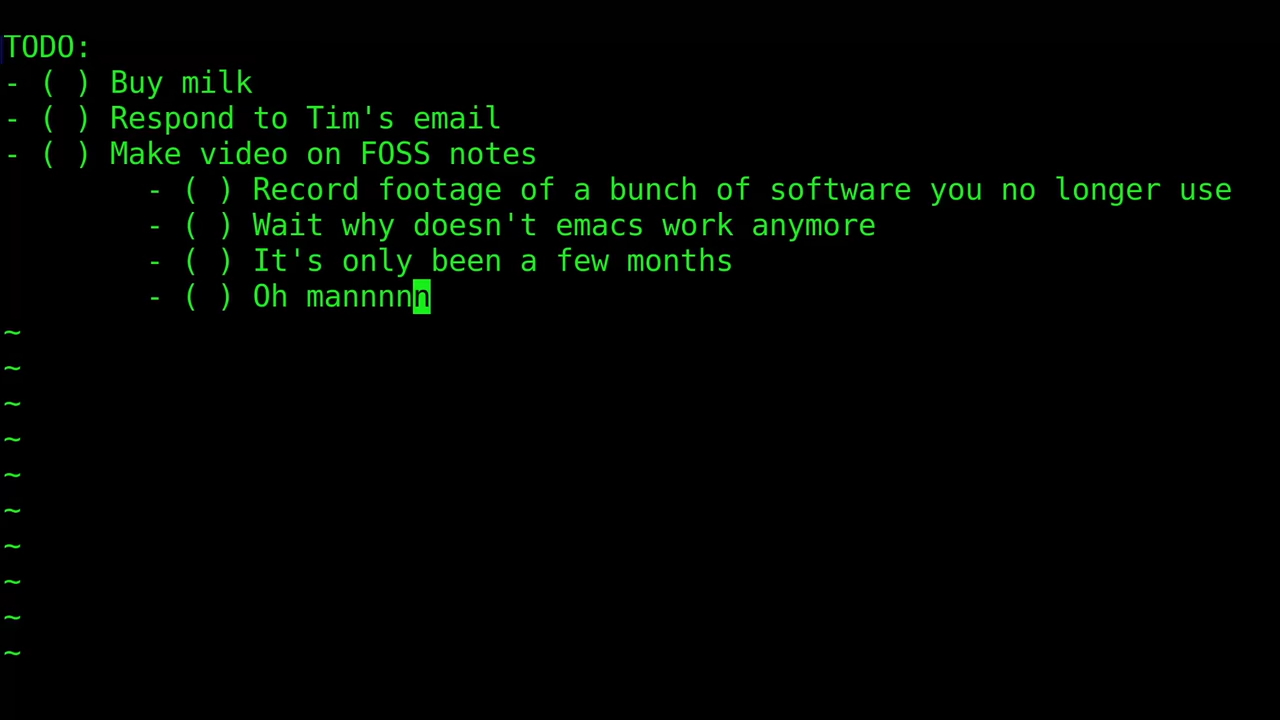 TODO:
- ( ) Buy milk
- ( ) Respond to Tim's email
- ( ) Make video on FOSS notes
- ( ) Record footage of a bunch of software you no longer use
- ( ) Wait why doesn't emacs work anymore
- ( ) It's only been a few months
- ( ) Oh mannnnn
~
~
~
~
~
~
~
~
~
~